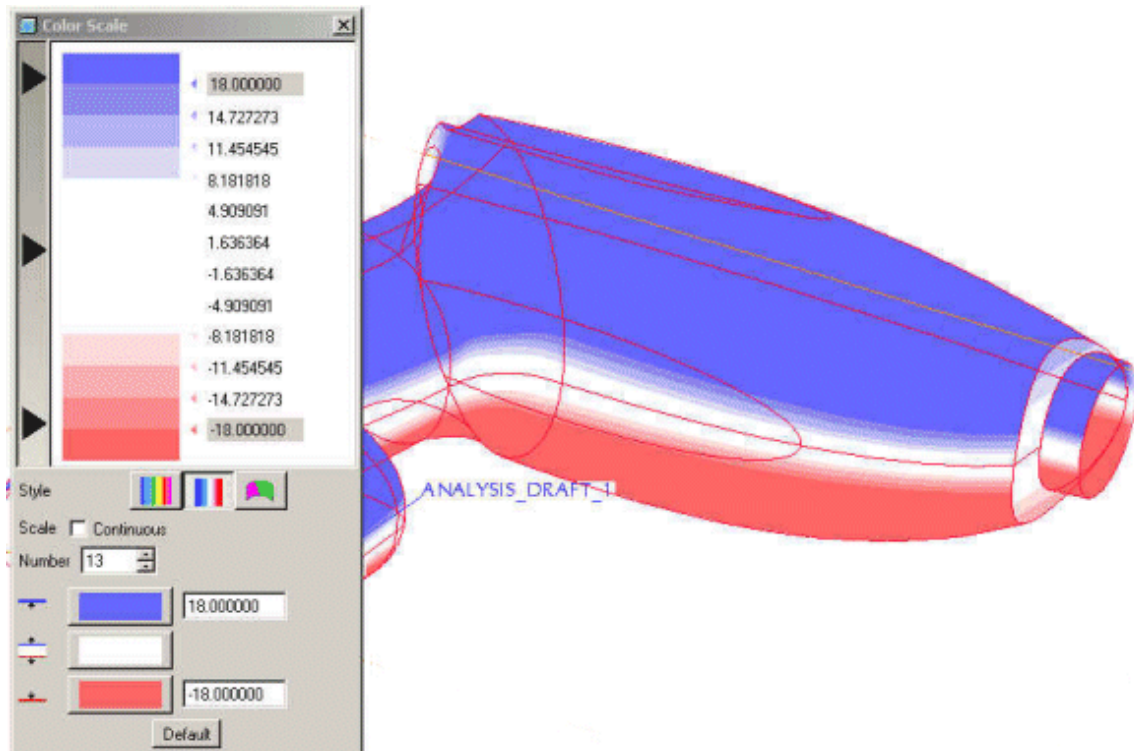 Color Scale
18.000000
14.727273
11.454545
8.181818
4.909091
1.636364
-1.636364
-4.909091
-8.181818
-11.454545
-14.727273
-18.000000
Style
ANALYSIS_DRAFT_1
Scale Continuous
Number 13
18.000000
-18.000000
Default